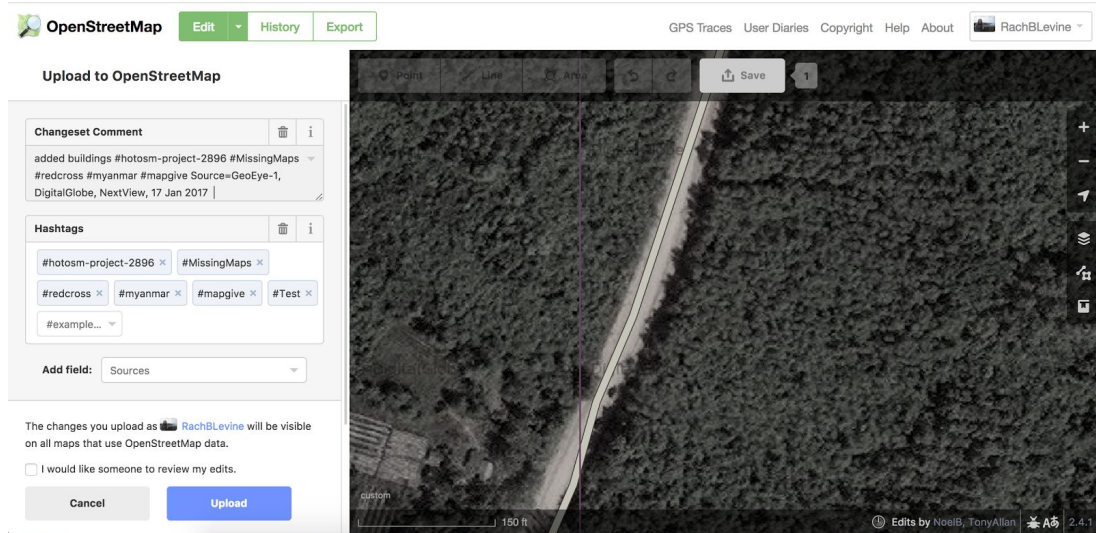 OpenStreetMap Edit History Export GPS Traces User Diaries Copyright Help About RachBLevine
Upload to OpenStreetMap
Point Line Area Save 1
Changeset Comment i
added buildings #hotosm-project-2896 #MissingMaps
#redcross #myanmar #mapgive Source=GeoEye-1,
DigitalGlobe, NextView, 17 Jan 2017
Hashtags i
#hotosm-project-2896 × #MissingMaps ×
#redcross × #myanmar × #mapgive × #Test ×
#example...
Add field: Sources
The changes you upload as RachBLevine will be visible
on all maps that use OpenStreetMap data.
I would like someone to review my edits.
Cancel Upload
custom
150 ft Edits by NoelB, TonyAllan Aあ 2.4.1